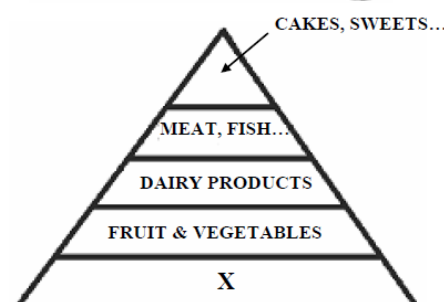 CAKES, SWEETS…
MEAT, FISH…
DAIRY PRODUCTS
FRUIT & VEGETABLES
X